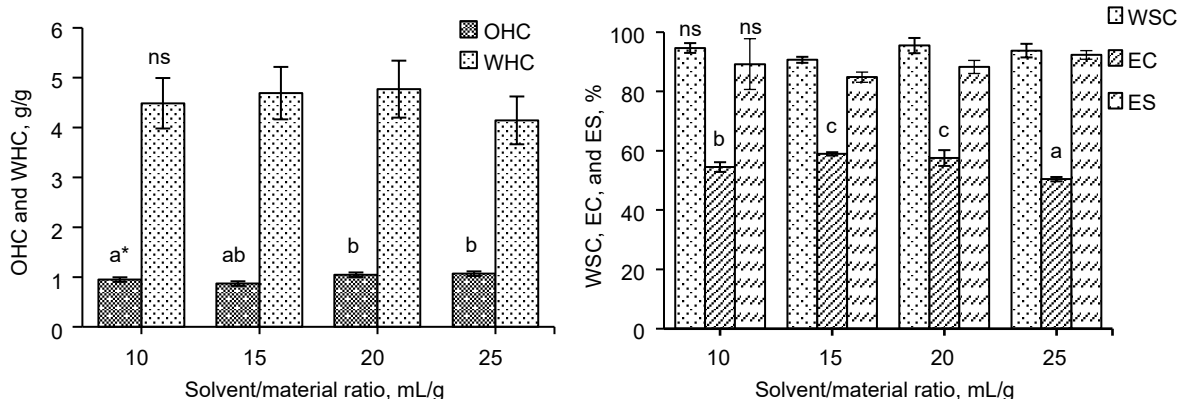 OHC and WHC, g/g
6
5
4
3
2
1
0
OHC
WHC
ns
a*
ab
b
b
10 15 20 25
Solvent/material ratio, mL/g
WSC, EC, and ES, %
100
80
60
40
20
0
WSC
EC
ES
ns ns
b
c
c
a
10 15 20 25
Solvent/material ratio, mL/g